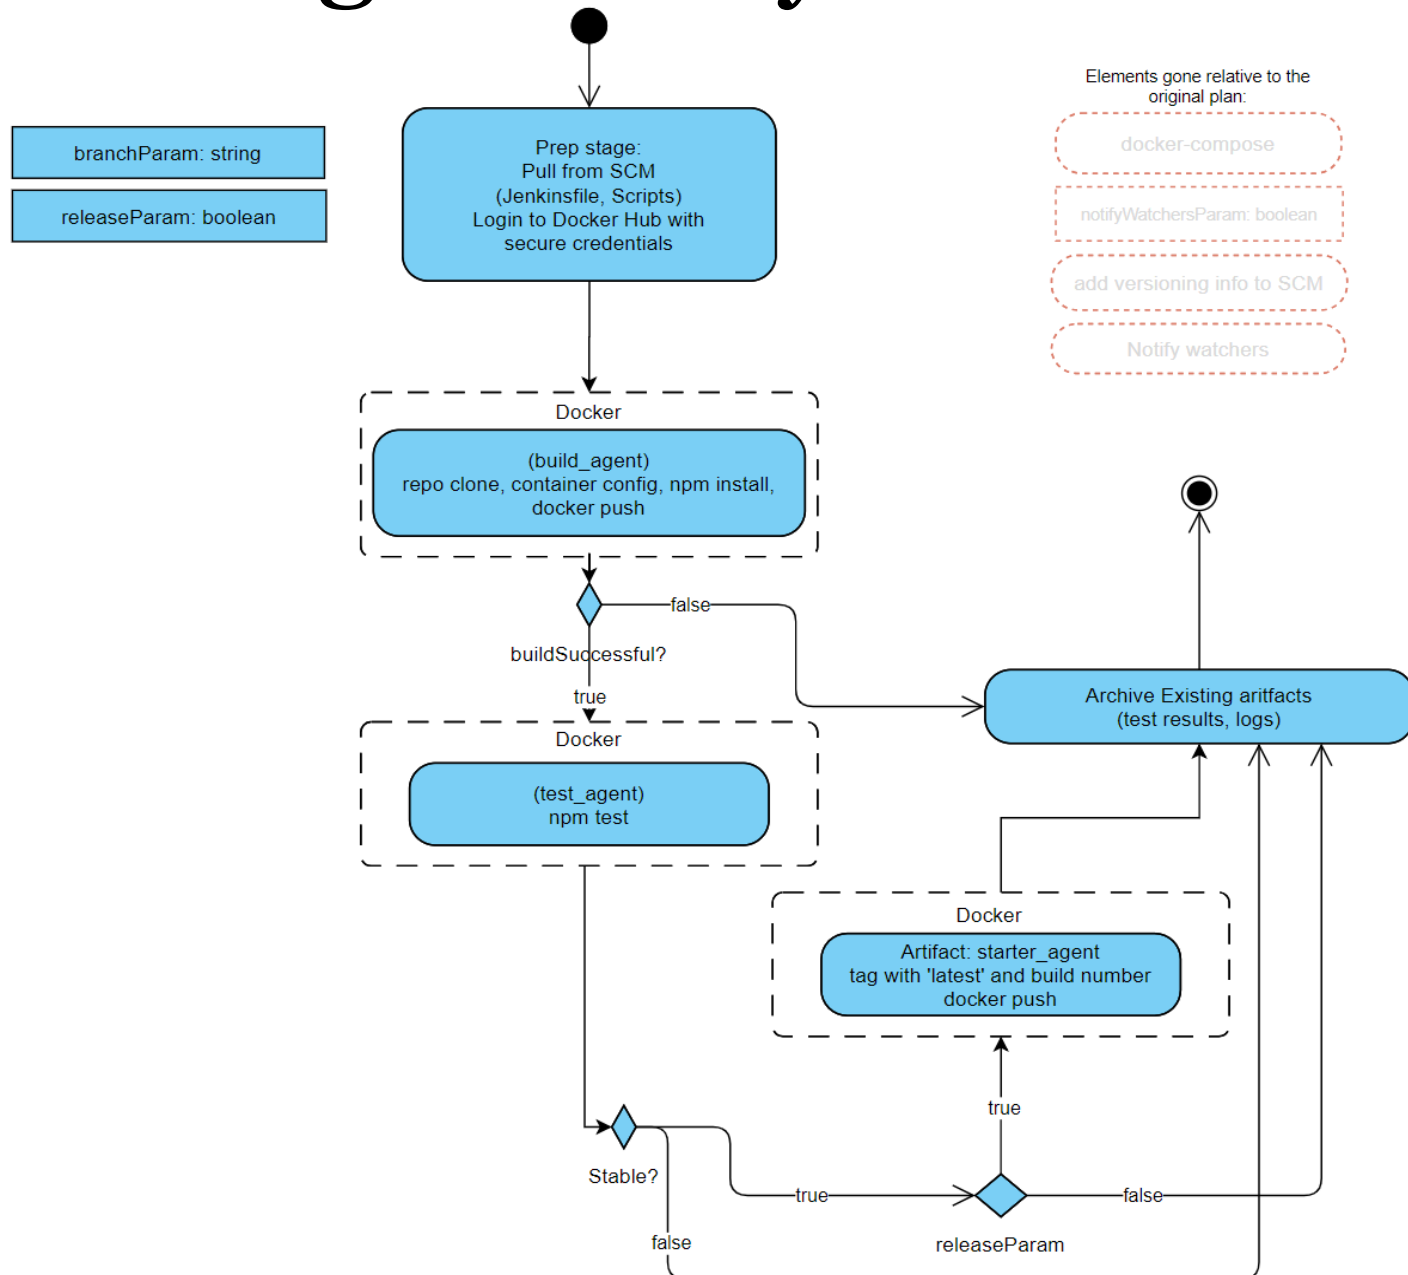 Elements gone relative to the
original plan:
docker-compose
notifyWatchersParam: boolean
add versioning info to SCM
Notify watchers
branchParam: string
releaseParam: boolean
Prep stage:
Pull from SCM
(Jenkinsfile, Scripts)
Login to Docker Hub with
secure credentials
Docker
(build_agent)
repo clone, container config, npm install,
docker push
false
buildSuccessful?
true
Docker
(test_agent)
npm test
Archive Existing aritfacts
(test results, logs)
Docker
Artifact: starter_agent
tag with 'latest' and build number
docker push
true
Stable?
true
false
false
releaseParam